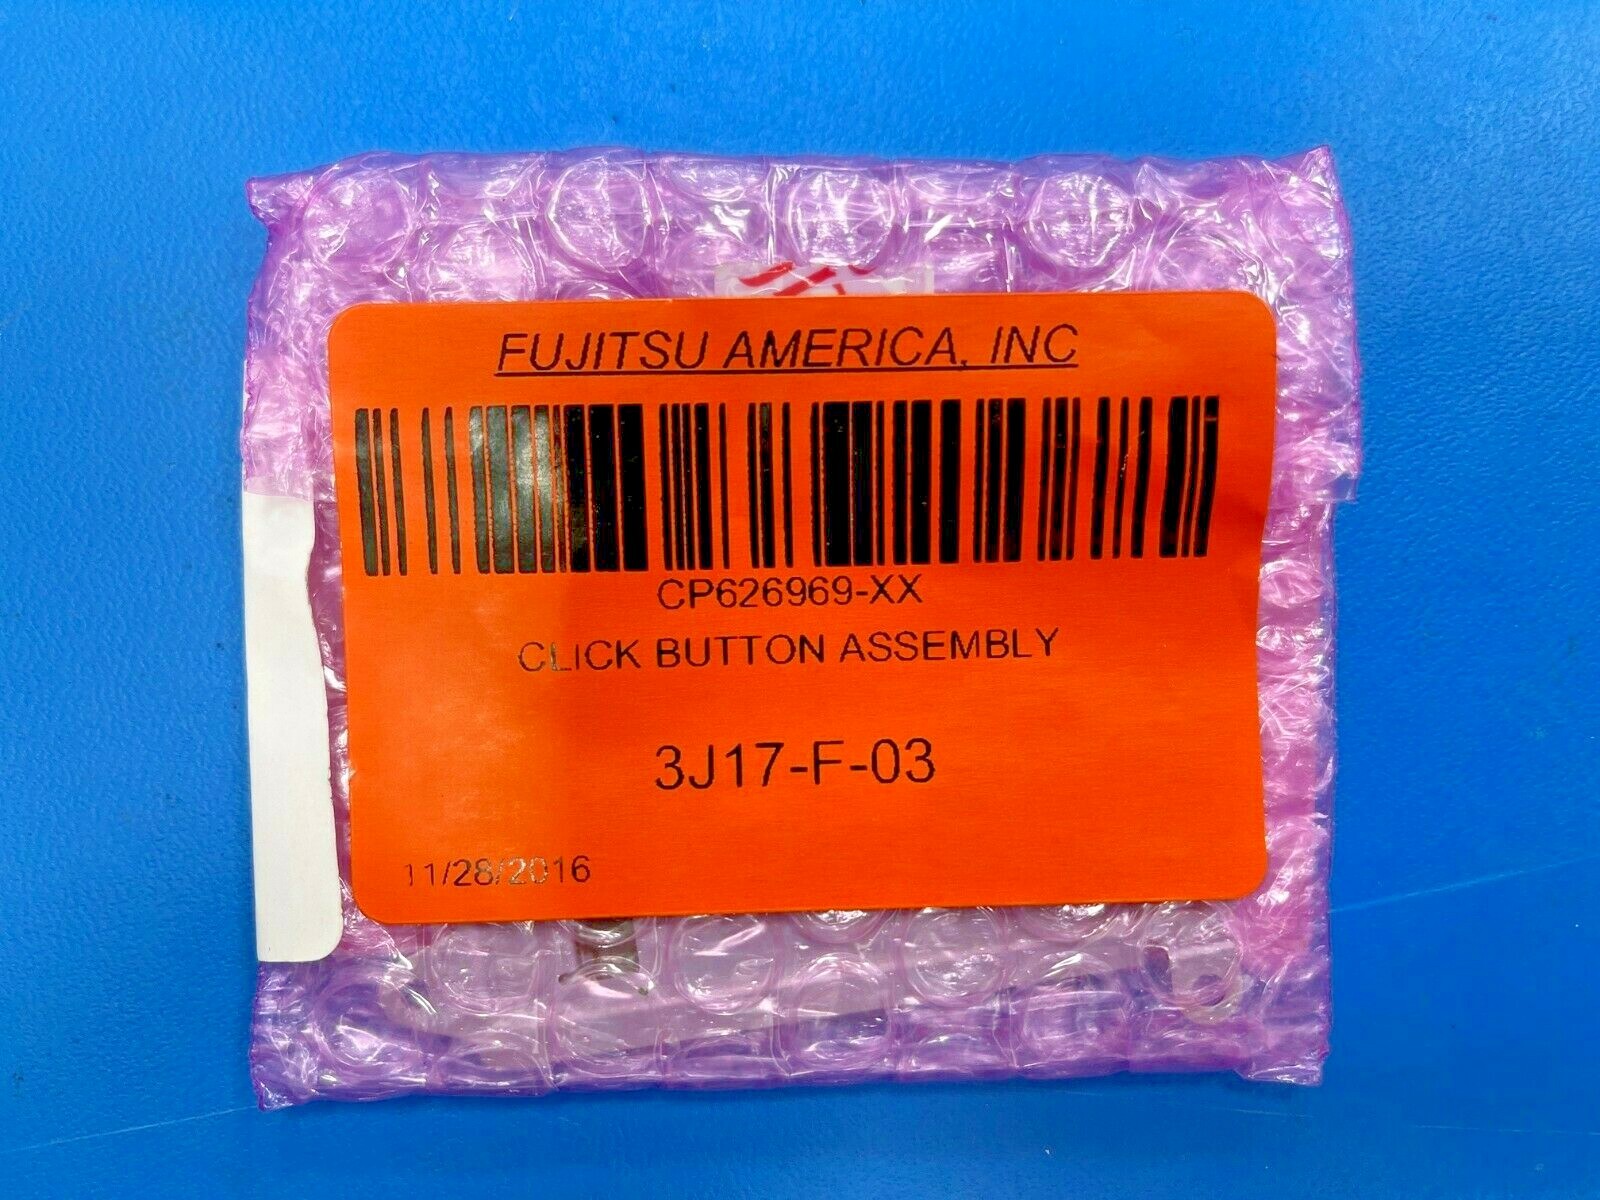 FUJITSU AMERICA, INC
CP626969-XX
CLICK BUTTON ASSEMBLY
3J17-F-03
11/28/2016